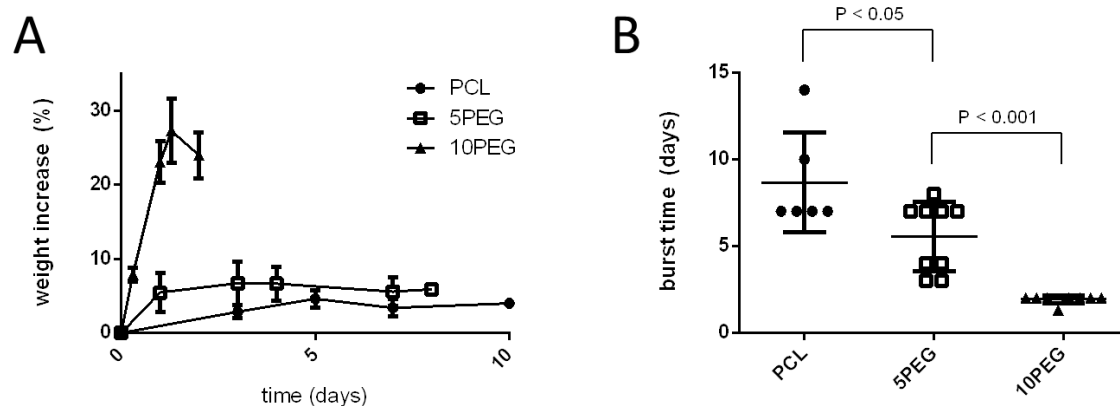 A
weight increase (%)
30
20
10
0
0
5
10
time (days)
PCL
5PEG
10PEG
B
P < 0.05
P < 0.001
burst time (days)
15
10
5
0
PCL
5PEG
10PEG